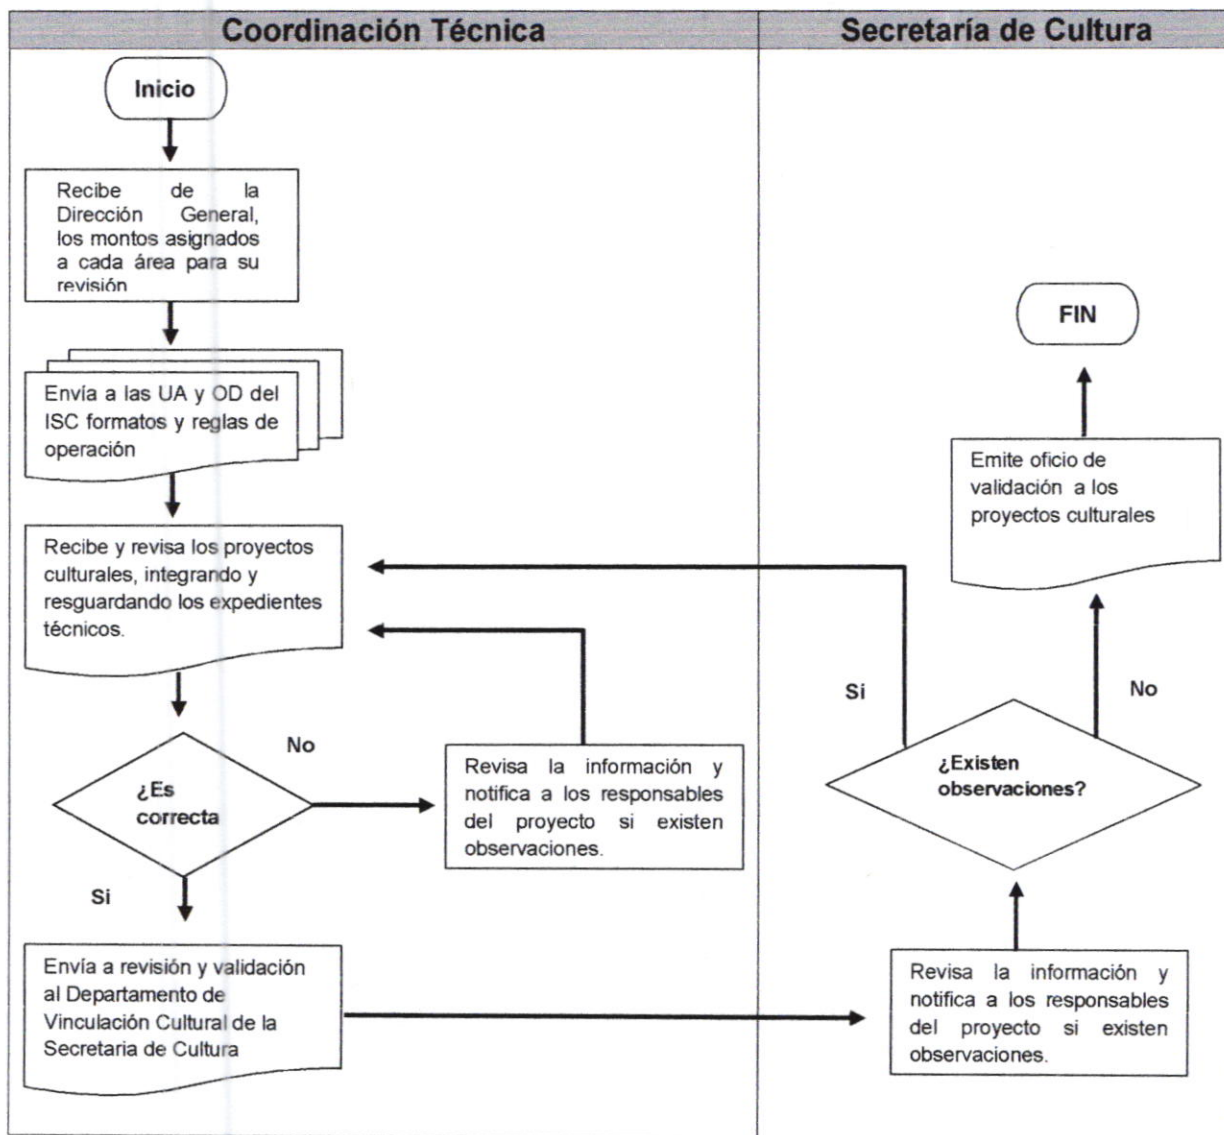 Coordinación Técnica
Secretaría de Cultura
Inicio
Recibe de la
Dirección General,
los montos asignados
a cada área para su
revisión
Envía a las UA y OD del
ISC formatos y reglas de
operación
Recibe y revisa los proyectos
culturales, integrando y
resguardando los expedientes
técnicos.
¿Es
correcta
No
Revisa la información y
notifica a los responsables
del proyecto si existen
observaciones.
Si
Envía a revisión y validación
al Departamento de
Vinculación Cultural de la
Secretaria de Cultura
FIN
Emite oficio de
validación a los
proyectos culturales
Si
No
¿Existen
observaciones?
Revisa la información y
notifica a los responsables
del proyecto si existen
observaciones.